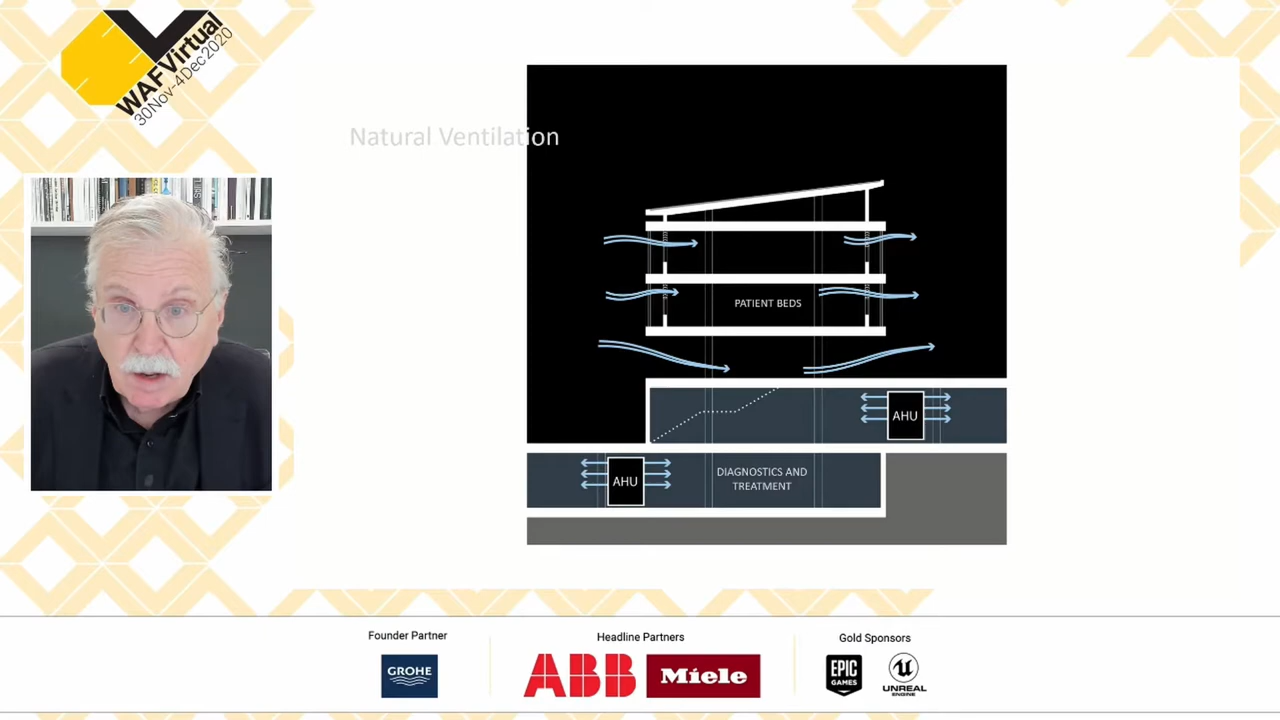 WAFVirtual
30Nov-4Dec2020
Natural Ventilation
PATIENT BEDS
AHU
AHU
DIAGNOSTICS AND
TREATMENT
Founder Partner
Headline Partners
Gold Sponsors
GROHE
ABB
Miele
EPIC
GAMES
UNREAL
ENGINE